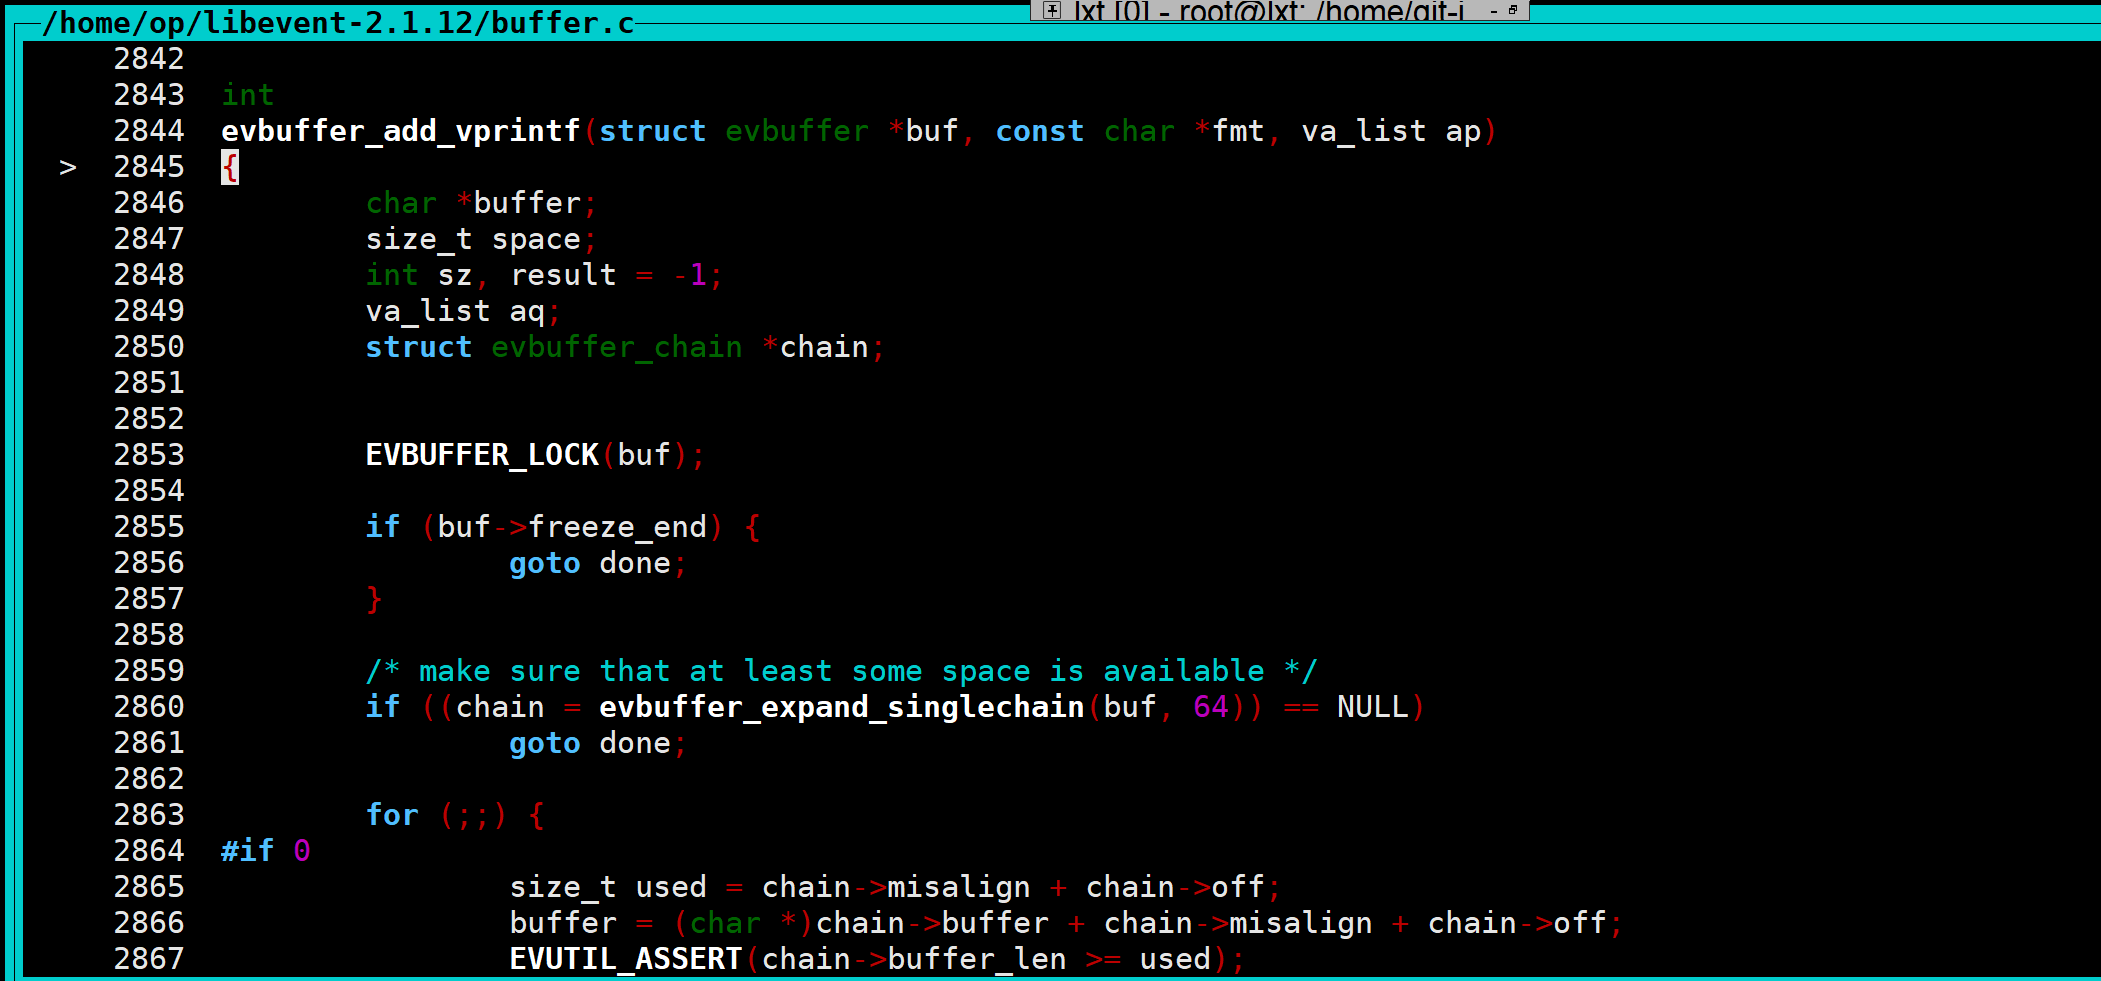 lxt [0] - root@lxt: /home/git-i
/home/op/libevent-2.1.12/buffer.c
2842
2843 int
2844 evbuffer_add_vprintf(struct evbuffer *buf, const char *fmt, va_list ap)
> 2845 {
2846 char *buffer;
2847 size_t space;
2848 int sz, result = -1;
2849 va_list aq;
2850 struct evbuffer_chain *chain;
2851
2852
2853 EVBUFFER_LOCK(buf);
2854
2855 if (buf->freeze_end) {
2856 goto done;
2857 }
2858
2859 /* make sure that at least some space is available */
2860 if ((chain = evbuffer_expand_singlechain(buf, 64)) == NULL)
2861 goto done;
2862
2863 for (;;) {
2864 #if 0
2865 size_t used = chain->misalign + chain->off;
2866 buffer = (char *)chain->buffer + chain->misalign + chain->off;
2867 EVUTIL_ASSERT(chain->buffer_len >= used);